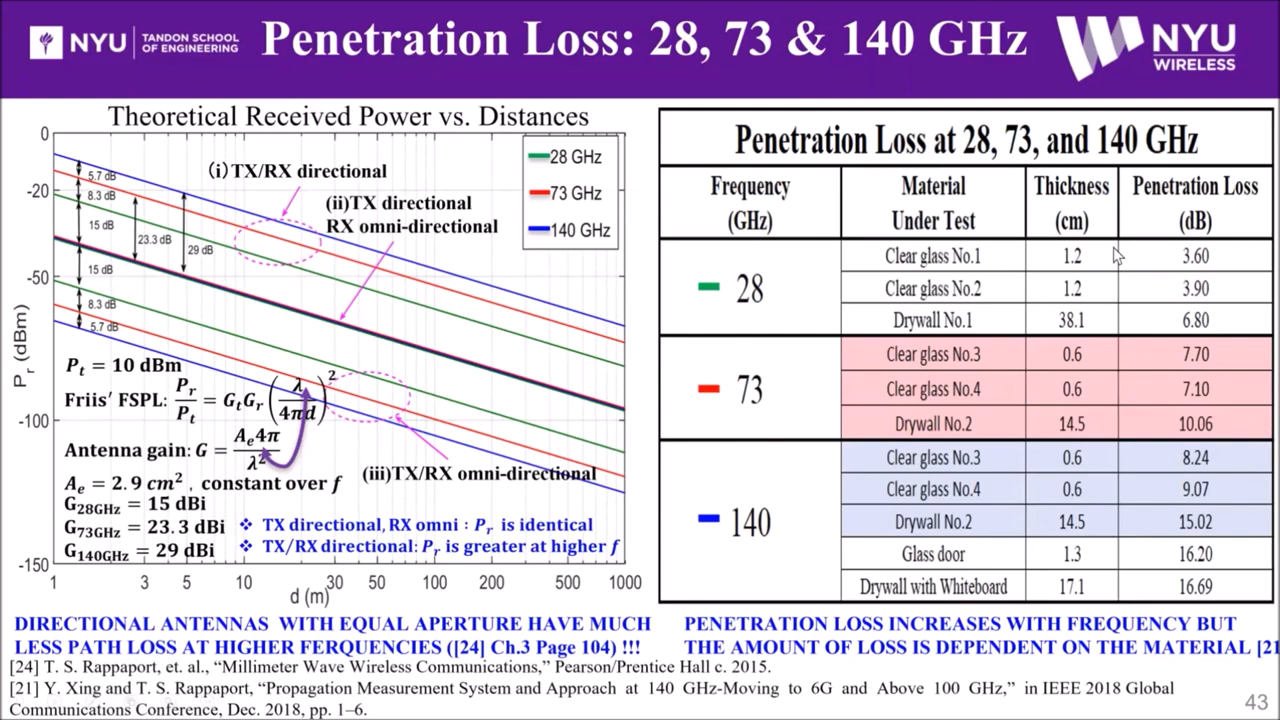 NYU
TANDON SCHOOL
OF ENGINEERING
Penetration Loss: 28, 73 & 140 GHz
NYU
WIRELESS
Theoretical Received Power vs. Distances
0
-20
-50
-100
-150
P_r (dBm)
1 3 5 10 30 50 100 200 500 1000
d (m)
28 GHz
73 GHz
140 GHz
(i)TX/RX directional
(ii)TX directional
RX omni-directional
(iii)TX/RX omni-directional
5.7 dB
8.3 dB
15 dB
23.3 dB
29 dB
15 dB
8.3 dB
5.7 dB
P_t = 10 dBm
Friis' FSPL: P_r/P_t = G_tG_r (λ/4πd)^2
Antenna gain: G = A_e4π/λ^2
A_e = 2.9 cm^2 , constant over f
G_28GHz = 15 dBi
G_73GHz = 23.3 dBi
G_140GHz = 29 dBi
❖ TX directional, RX omni : P_r is identical
❖ TX/RX directional: P_r is greater at higher f
DIRECTIONAL ANTENNAS WITH EQUAL APERTURE HAVE MUCH
LESS PATH LOSS AT HIGHER FERQUENCIES ([24] Ch.3 Page 104) !!!
Penetration Loss at 28, 73, and 140 GHz
Frequency (GHz) Material Under Test Thickness (cm) Penetration Loss (dB)
28
Clear glass No.1 1.2 3.60
Clear glass No.2 1.2 3.90
Drywall No.1 38.1 6.80
73
Clear glass No.3 0.6 7.70
Clear glass No.4 0.6 7.10
Drywall No.2 14.5 10.06
140
Clear glass No.3 0.6 8.24
Clear glass No.4 0.6 9.07
Drywall No.2 14.5 15.02
Glass door 1.3 16.20
Drywall with Whiteboard 17.1 16.69
PENETRATION LOSS INCREASES WITH FREQUENCY BUT
THE AMOUNT OF LOSS IS DEPENDENT ON THE MATERIAL [21
[24] T. S. Rappaport, et. al., “Millimeter Wave Wireless Communications,” Pearson/Prentice Hall c. 2015.
[21] Y. Xing and T. S. Rappaport, “Propagation Measurement System and Approach at 140 GHz-Moving to 6G and Above 100 GHz,” in IEEE 2018 Global
Communications Conference, Dec. 2018, pp. 1–6.
43